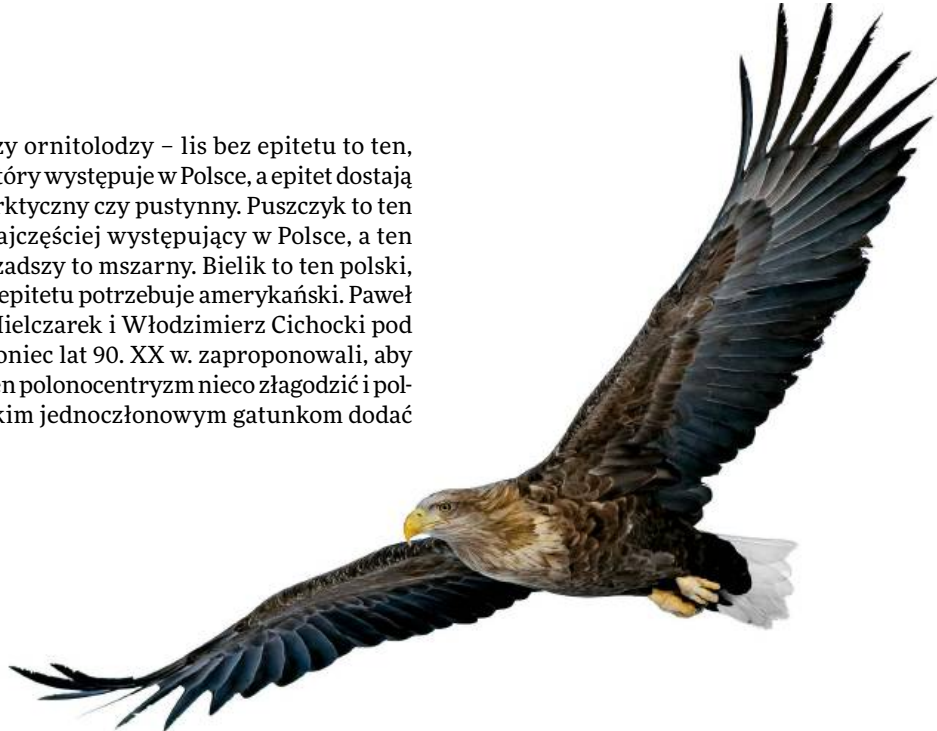 zy ornitolodzy – lis bez epitetu to ten,
tóry występuje w Polsce, a epitet dostają
rktyczny czy pustynny. Puszczyk to ten
ajczęściej występujący w Polsce, a ten
zadszy to mszarny. Bielik to ten polski,
epitetu potrzebuje amerykański. Paweł
ielczarek i Włodzimierz Cichocki pod
oniec lat 90. XX w. zaproponowali, aby
en polonocentryzm nieco złagodzić i pol-
kim jednoczłonowym gatunkom dodać